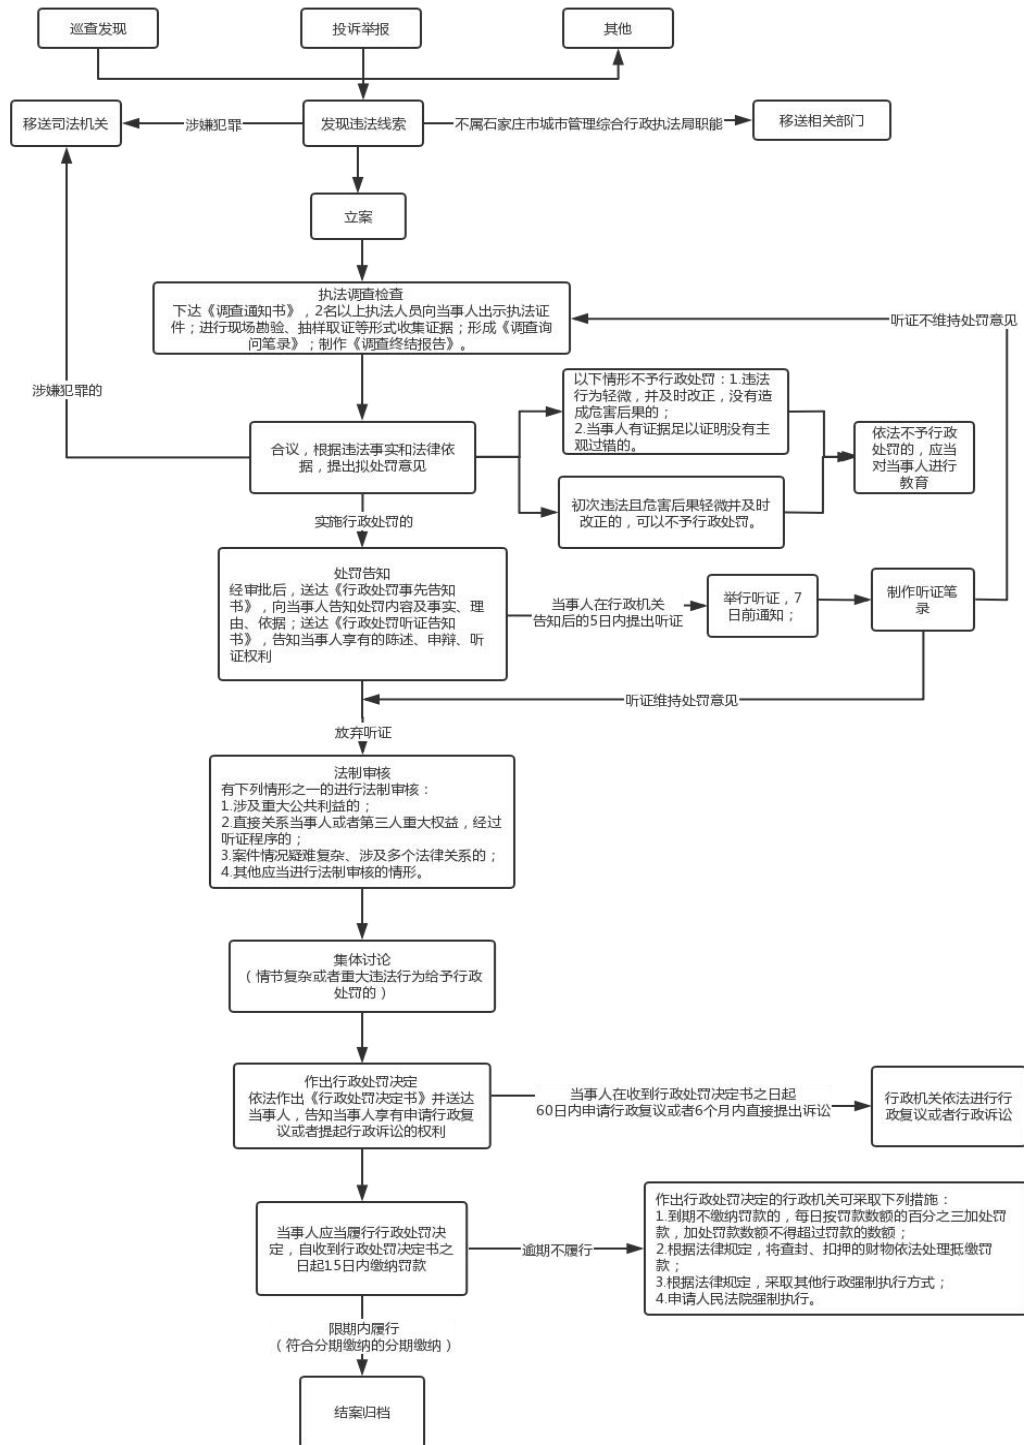 巡查发现
投诉举报
其他
移送司法机关
涉嫌犯罪
发现违法线索
不属石家庄市城市管理综合行政执法局职能
移送相关部门
立案
执法调查检查
下达《调查通知书》，2名以上执法人员向当事人出示执法证
件；进行现场勘验、抽样取证等形式收集证据；形成《调查询
问笔录》；制作《调查终结报告》。
听证不维持处罚意见
涉嫌犯罪的
合议，根据违法事实和法律依
据，提出拟处罚意见
以下情形不予行政处罚：1.违法
行为轻微，并及时改正，没有造
成危害后果的；
2.当事人有证据足以证明没有主
观过错的。
初次违法且危害后果轻微并及时
改正的，可以不予行政处罚。
依法不予行政
处罚的，应当
对当事人进行
教育
实施行政处罚的
处罚告知
经审批后，送达《行政处罚事先告知
书》，向当事人告知处罚内容及事实、理
由、依据；送达《行政处罚听证告知
书》，告知当事人享有的陈述、申辩、听
证权利
当事人在行政机关
告知后的5日内提出听证
举行听证，7
日前通知；
制作听证笔
录
听证维持处罚意见
放弃听证
法制审核
有下列情形之一的进行法制审核：
1.涉及重大公共利益的；
2.直接关系当事人或者第三人重大权益，经过
听证程序的；
3.案件情况疑难复杂、涉及多个法律关系的；
4.其他应当进行法制审核的情形。
集体讨论
（情节复杂或者重大违法行为给予行政
处罚的）
作出行政处罚决定
依法作出《行政处罚决定书》并送达
当事人，告知当事人享有申请行政复
议或者提起行政诉讼的权利
当事人在收到行政处罚决定书之日起
60日内申请行政复议或者6个月内直接提出诉讼
行政机关依法进行行
政复议或者行政诉讼
当事人应当履行行政处罚决
定，自收到行政处罚决定书之
日起15日内缴纳罚款
逾期不履行
作出行政处罚决定的行政机关可采取下列措施：
1.到期不缴纳罚款的，每日按罚款数额的百分之三加处罚
款，加处罚款数额不得超过罚款的数额；
2.根据法律规定，将查封、扣押的财物依法处理抵缴罚
款；
3.根据法律规定，采取其他行政强制执行方式；
4.申请人民法院强制执行。
限期内履行
（符合分期缴纳的分期缴纳）
结案归档